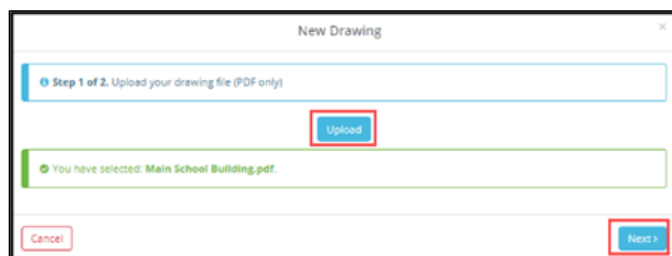 New Drawing
×
Step 1 of 2. Upload your drawing file (PDF only)
Upload
You have selected: Main School Building.pdf.
Cancel
Next >